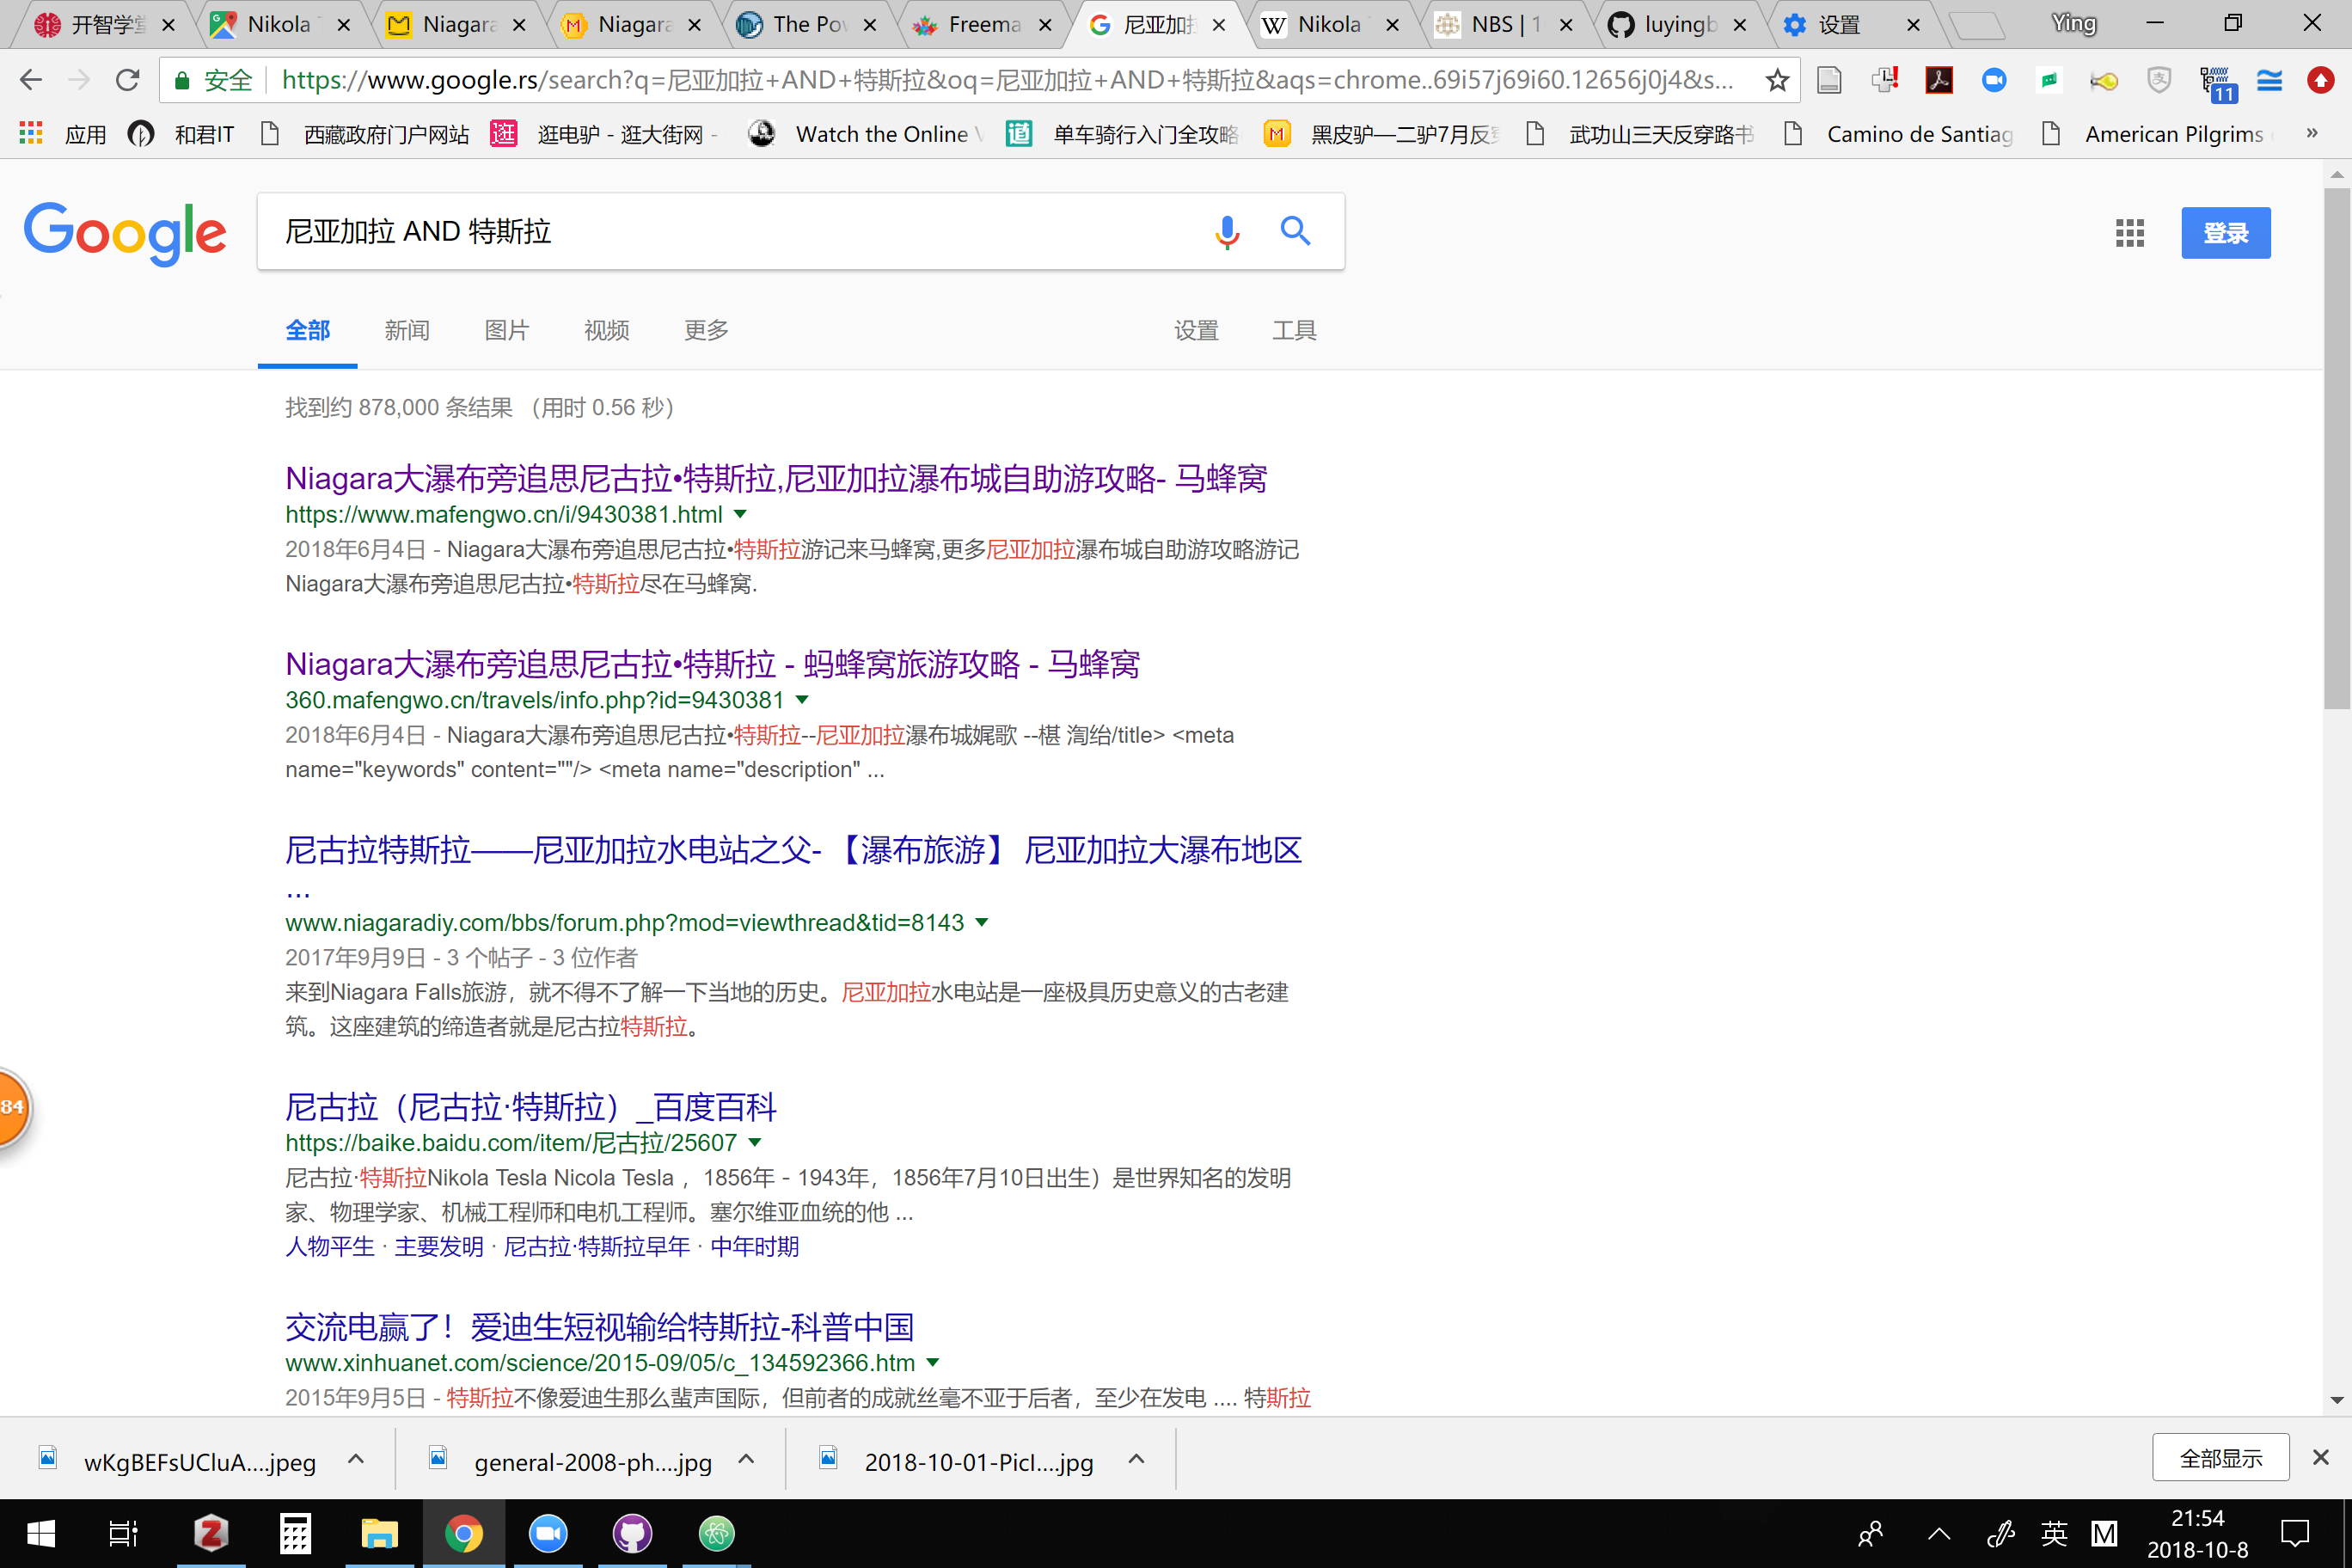 开智学堂
Nikola
Niagara
Niagara
The Pow
Freema
尼亚加拉
Nikola
NBS | 1
luyingb
设置
Ying
安全
https://www.google.rs/search?q=尼亚加拉+AND+特斯拉&oq=尼亚加拉+AND+特斯拉&aqs=chrome..69i57j69i60.12656j0j4&s...
11
应用
和君IT
西藏政府门户网站
逛电驴 - 逛大街网 -
Watch the Online V
单车骑行入门全攻略
黑皮驴—二驴7月反穿
武功山三天反穿路书
Camino de Santiag
American Pilgrims
»
Google
尼亚加拉 AND 特斯拉
登录
全部
新闻
图片
视频
更多
设置
工具
找到约 878,000 条结果 （用时 0.56 秒）
Niagara大瀑布旁追思尼古拉•特斯拉,尼亚加拉瀑布城自助游攻略- 马蜂窝
https://www.mafengwo.cn/i/9430381.html
2018年6月4日 - Niagara大瀑布旁追思尼古拉•特斯拉游记来马蜂窝,更多尼亚加拉瀑布城自助游攻略游记
Niagara大瀑布旁追思尼古拉•特斯拉尽在马蜂窝.
Niagara大瀑布旁追思尼古拉•特斯拉 - 蚂蜂窝旅游攻略 - 马蜂窝
360.mafengwo.cn/travels/info.php?id=9430381
2018年6月4日 - Niagara大瀑布旁追思尼古拉•特斯拉--尼亚加拉瀑布城娓歌 --椹 渹绐/title> <meta
name="keywords" content=""/> <meta name="description" ...
尼古拉特斯拉——尼亚加拉水电站之父- 【瀑布旅游】 尼亚加拉大瀑布地区
...
www.niagaradiy.com/bbs/forum.php?mod=viewthread&tid=8143
2017年9月9日 - 3 个帖子 - 3 位作者
来到Niagara Falls旅游，就不得不了解一下当地的历史。尼亚加拉水电站是一座极具历史意义的古老建
筑。这座建筑的缔造者就是尼古拉特斯拉。
尼古拉（尼古拉·特斯拉）_百度百科
https://baike.baidu.com/item/尼古拉/25607
尼古拉·特斯拉Nikola Tesla Nicola Tesla ，1856年 - 1943年，1856年7月10日出生）是世界知名的发明
家、物理学家、机械工程师和电机工程师。塞尔维亚血统的他 ...
人物平生 · 主要发明 · 尼古拉·特斯拉早年 · 中年时期
交流电赢了！爱迪生短视输给特斯拉-科普中国
www.xinhuanet.com/science/2015-09/05/c_134592366.htm
2015年9月5日 - 特斯拉不像爱迪生那么蜚声国际，但前者的成就丝毫不亚于后者，至少在发电 .... 特斯拉
84
wKgBEFsUCluA....jpeg
general-2008-ph....jpg
2018-10-01-PicI....jpg
全部显示
英
M
21:54
2018-10-8